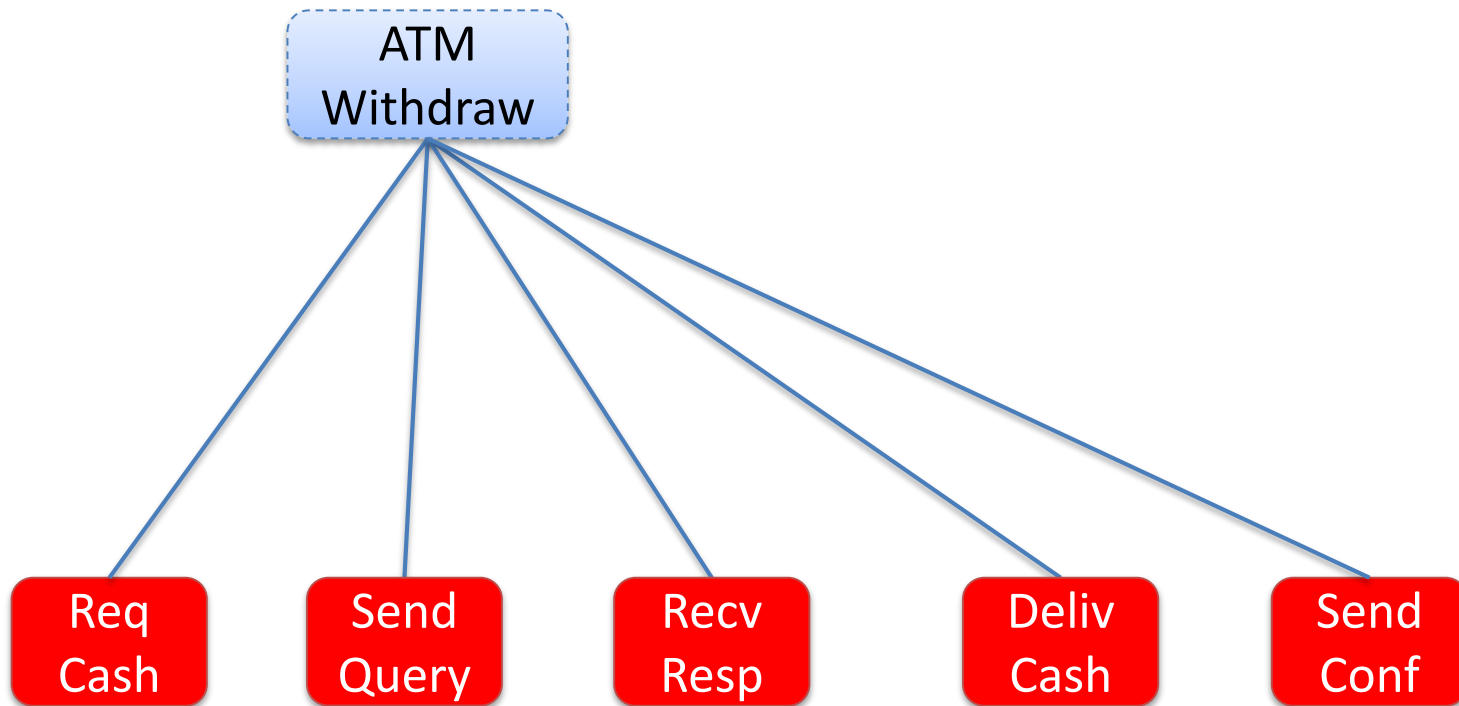 ATM
Withdraw
Req
Cash
Send
Query
Recv
Resp
Deliv
Cash
Send
Conf